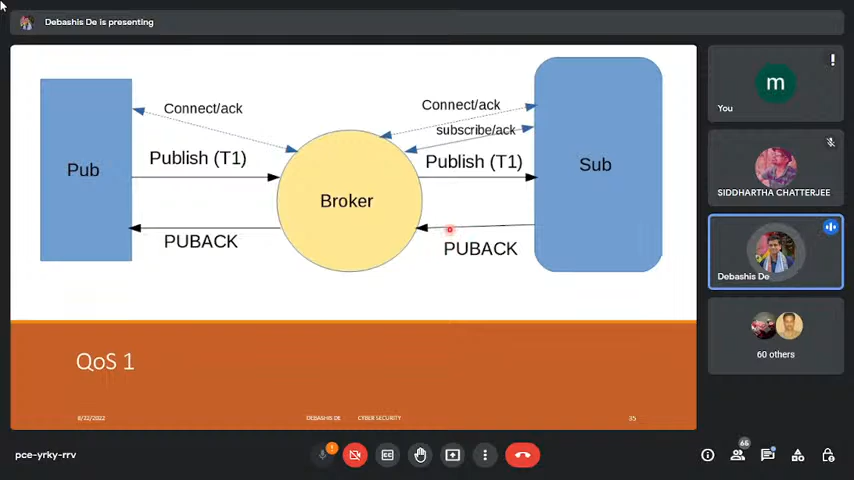 Debashis De is presenting
Connect/ack
Connect/ack
subscribe/ack
Publish (T1)
Publish (T1)
Pub
Sub
Broker
PUBACK
PUBACK
QoS 1
8/22/2022
DEBASHIS DE
CYBER SECURITY
35
m
You
SIDDHARTHA CHATTERJEE
Debashis De
60 others
pce-yrky-rrv
1
CC
66